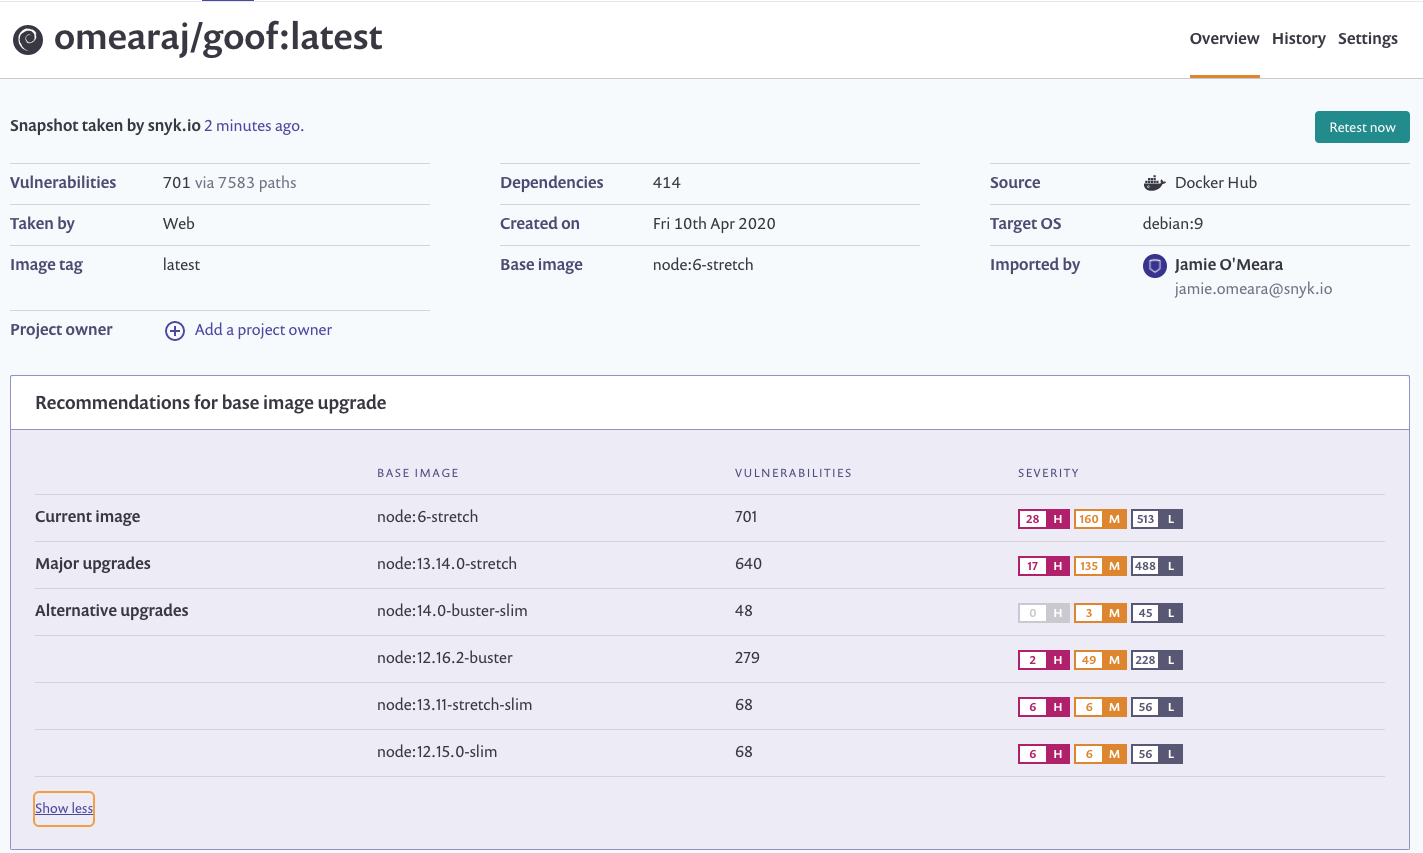 omearaj/goof:latest
Overview History Settings
Snapshot taken by snyk.io 2 minutes ago.
Retest now
Vulnerabilities 701 via 7583 paths
Dependencies 414
Source Docker Hub
Taken by Web
Created on Fri 10th Apr 2020
Target OS debian:9
Image tag latest
Base image node:6-stretch
Imported by Jamie O'Meara
jamie.omeara@snyk.io
Project owner Add a project owner
Recommendations for base image upgrade
BASE IMAGE VULNERABILITIES SEVERITY
Current image node:6-stretch 701 28 H 160 M 513 L
Major upgrades node:13.14.0-stretch 640 17 H 135 M 488 L
Alternative upgrades node:14.0-buster-slim 48 0 H 3 M 45 L
node:12.16.2-buster 279 2 H 49 M 228 L
node:13.11-stretch-slim 68 6 H 6 M 56 L
node:12.15.0-slim 68 6 H 6 M 56 L
Show less